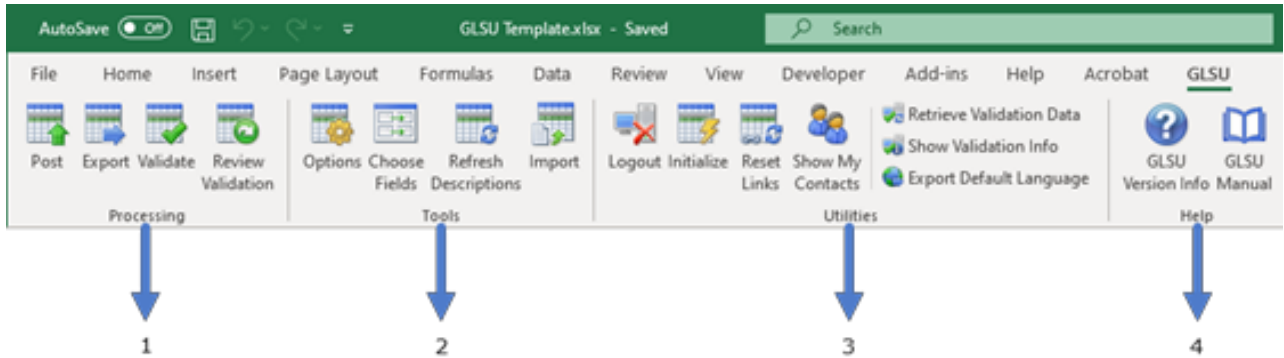 AutoSave Off GLSU Template.xlsx - Saved Search
File Home Insert Page Layout Formulas Data Review View Developer Add-ins Help Acrobat GLSU
Post Export Validate Review Validation Options Choose Fields Refresh Descriptions Import Logout Initialize Reset Links Show My Contacts
Retrieve Validation Data
Show Validation Info
Export Default Language
GLSU Version Info GLSU Manual
Processing Tools Utilities Help
1 2 3 4